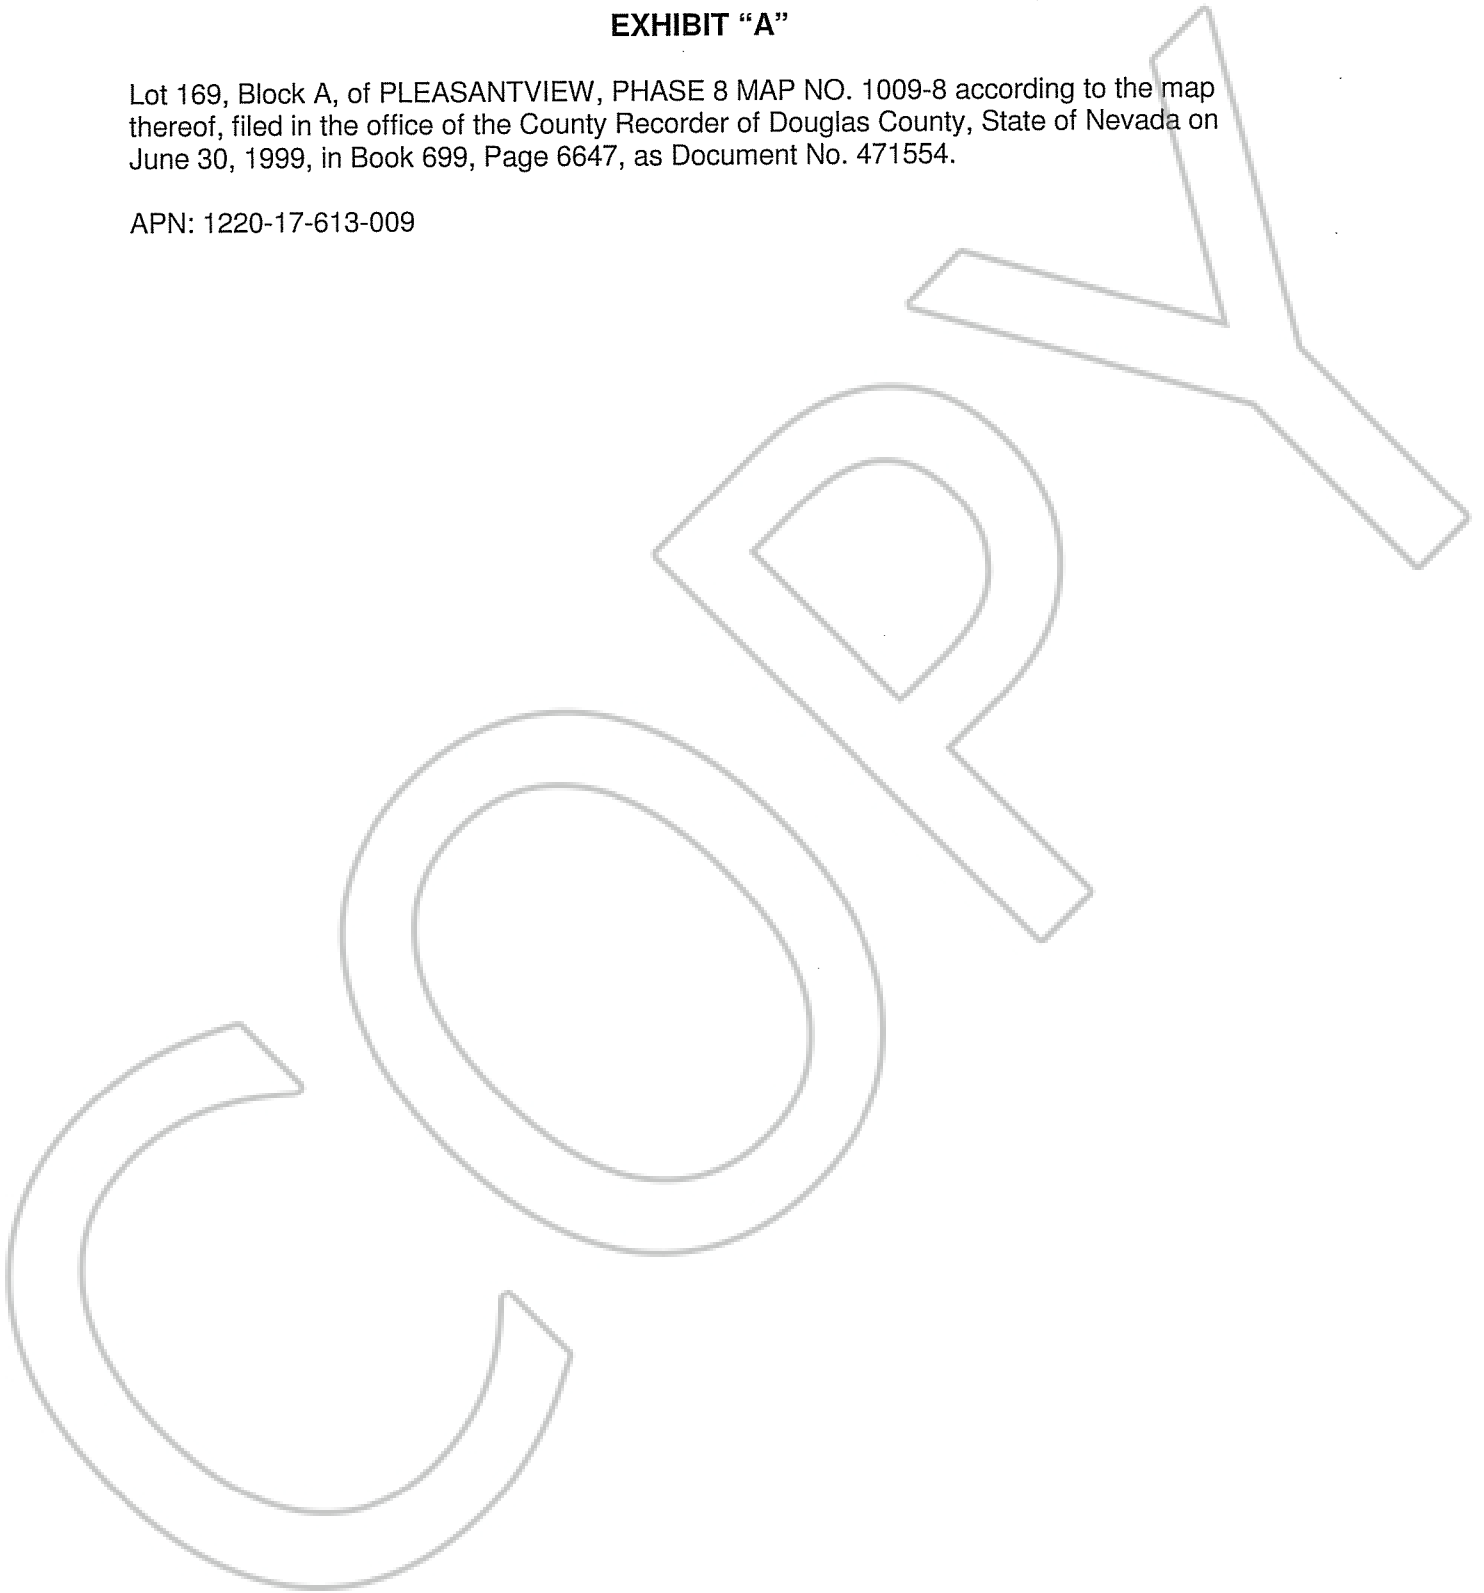 EXHIBIT “A”
Lot 169, Block A, of PLEASANTVIEW, PHASE 8 MAP NO. 1009-8 according to the map
thereof, filed in the office of the County Recorder of Douglas County, State of Nevada on
June 30, 1999, in Book 699, Page 6647, as Document No. 471554.
APN: 1220-17-613-009
COPY